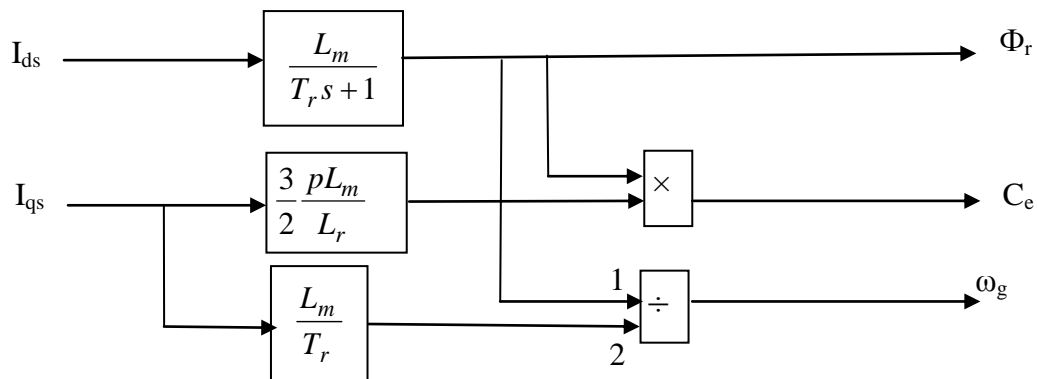 I_ds
L_m / (T_r s + 1)
Φ_r
I_qs
3/2 pL_m / L_r
×
C_e
L_m / T_r
1
÷
2
ω_g